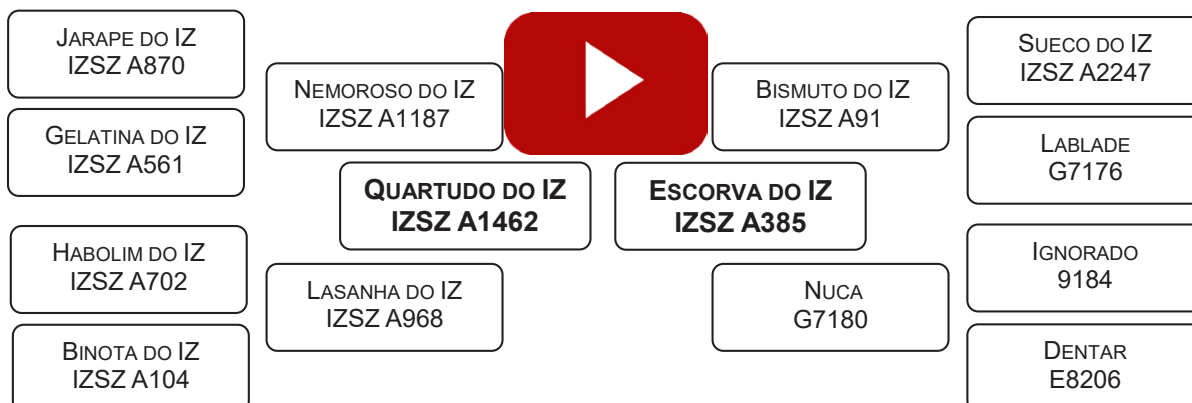 JARAPE DO IZ
IZSZ A870
GELATINA DO IZ
IZSZ A561
HABOLIM DO IZ
IZSZ A702
BINOTA DO IZ
IZSZ A104
NEMOROSO DO IZ
IZSZ A1187
LASANHA DO IZ
IZSZ A968
QUARTUDO DO IZ
IZSZ A1462
ESCORVA DO IZ
IZSZ A385
BISMUTO DO IZ
IZSZ A91
NUCA
G7180
SUECO DO IZ
IZSZ A2247
LABLADE
G7176
IGNORADO
9184
DENTAR
E8206